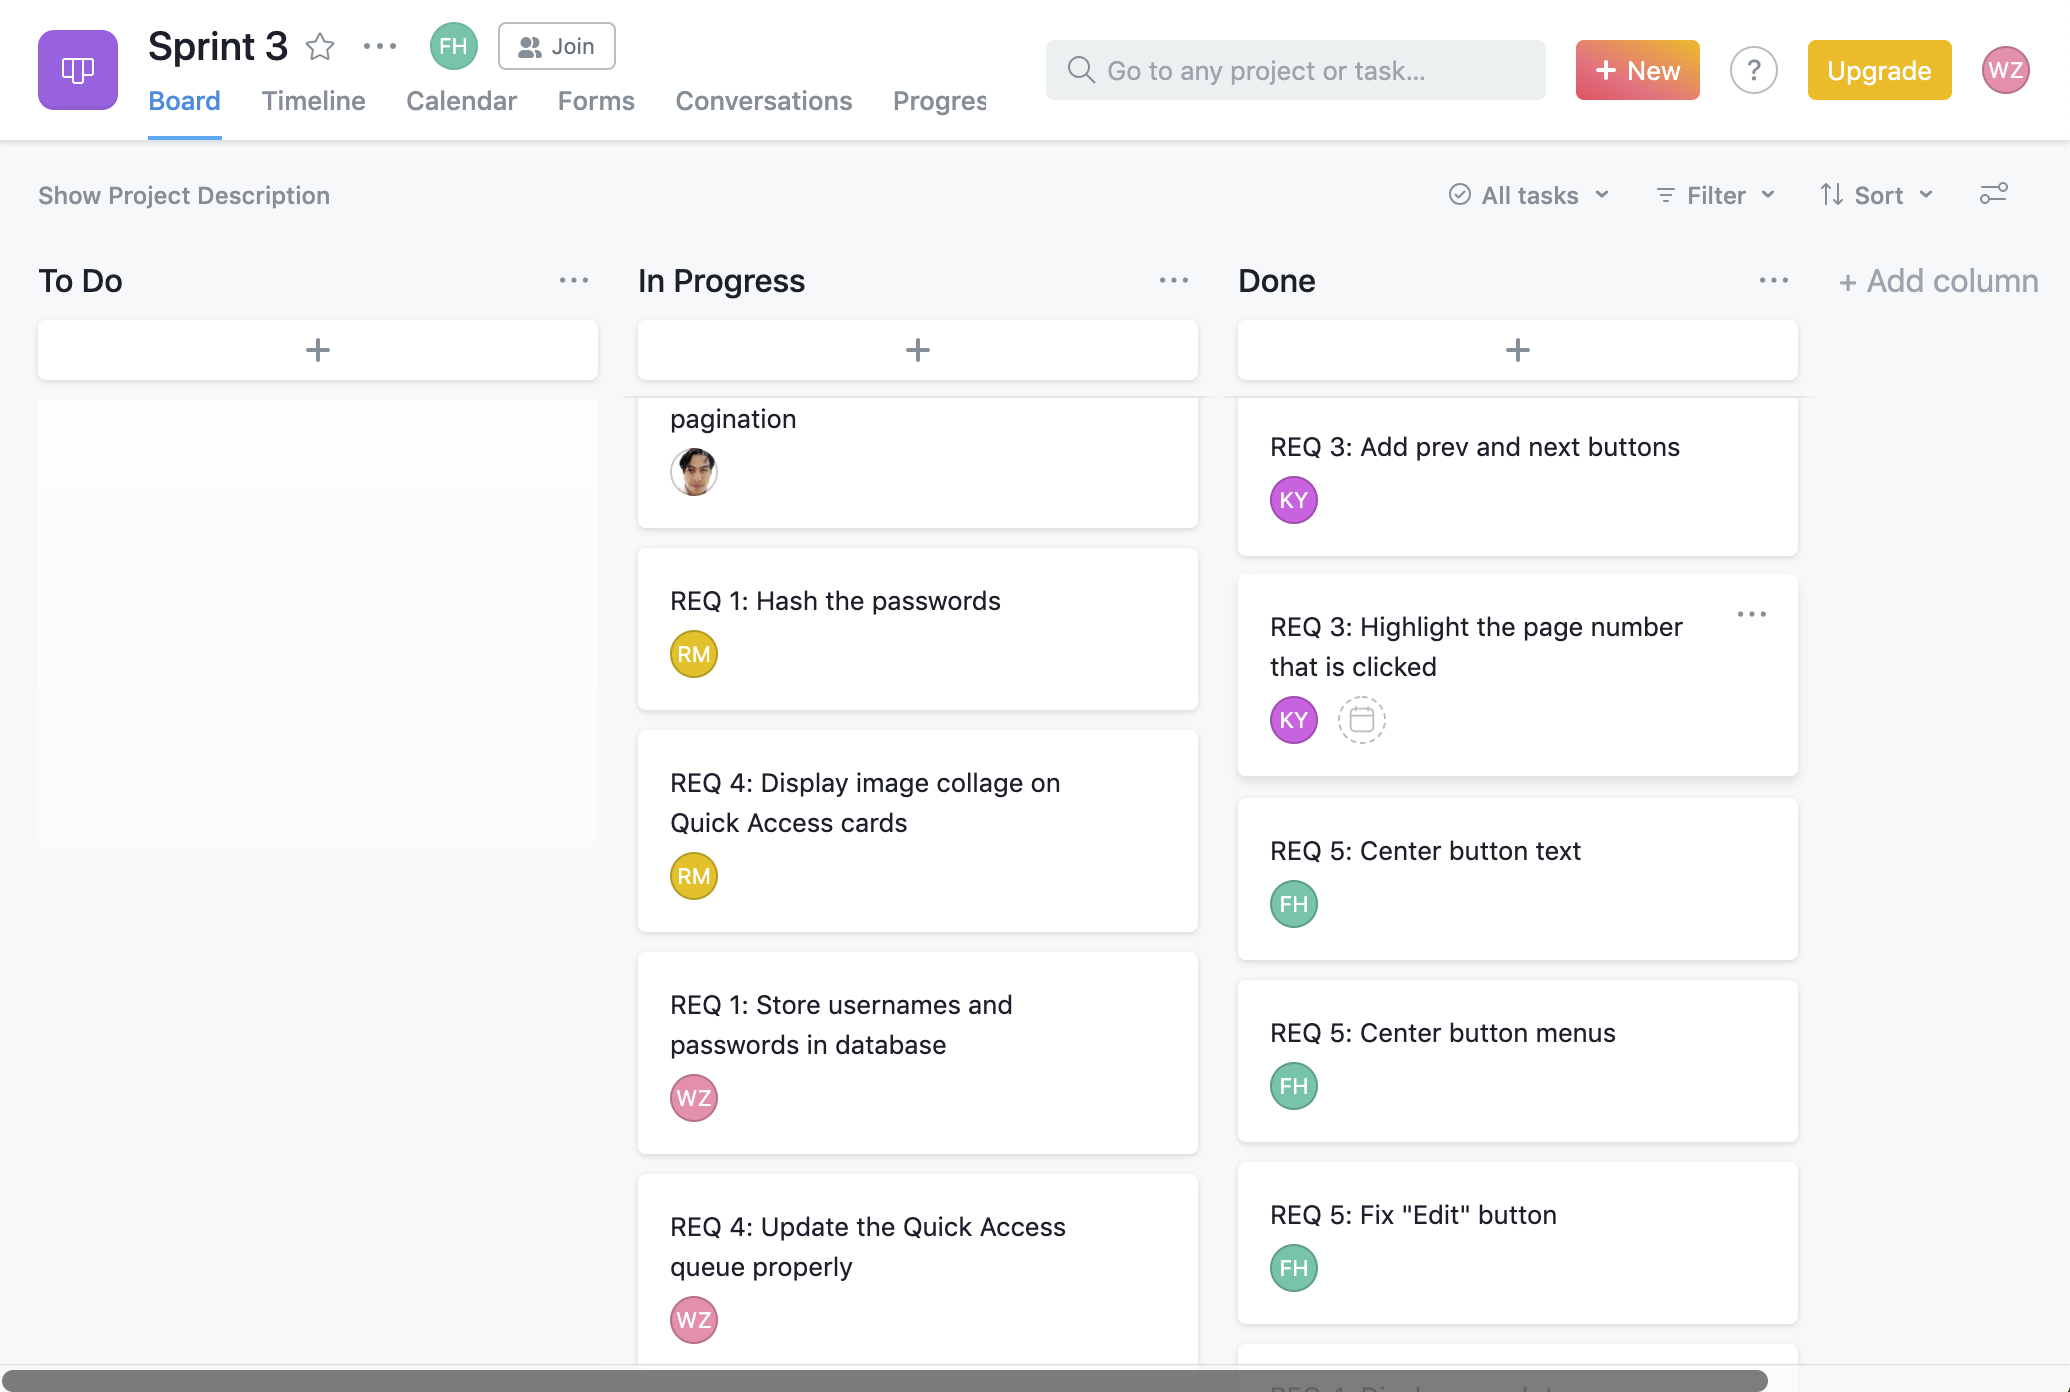 Sprint 3
FH
Join
Board
Timeline
Calendar
Forms
Conversations
Progres
Go to any project or task...
+ New
?
Upgrade
WZ
Show Project Description
All tasks
Filter
Sort
To Do
In Progress
Done
+ Add column
+
+
+
pagination
REQ 1: Hash the passwords
RM
REQ 4: Display image collage on
Quick Access cards
RM
REQ 1: Store usernames and
passwords in database
WZ
REQ 4: Update the Quick Access
queue properly
WZ
REQ 3: Add prev and next buttons
KY
REQ 3: Highlight the page number
that is clicked
KY
REQ 5: Center button text
FH
REQ 5: Center button menus
FH
REQ 5: Fix "Edit" button
FH